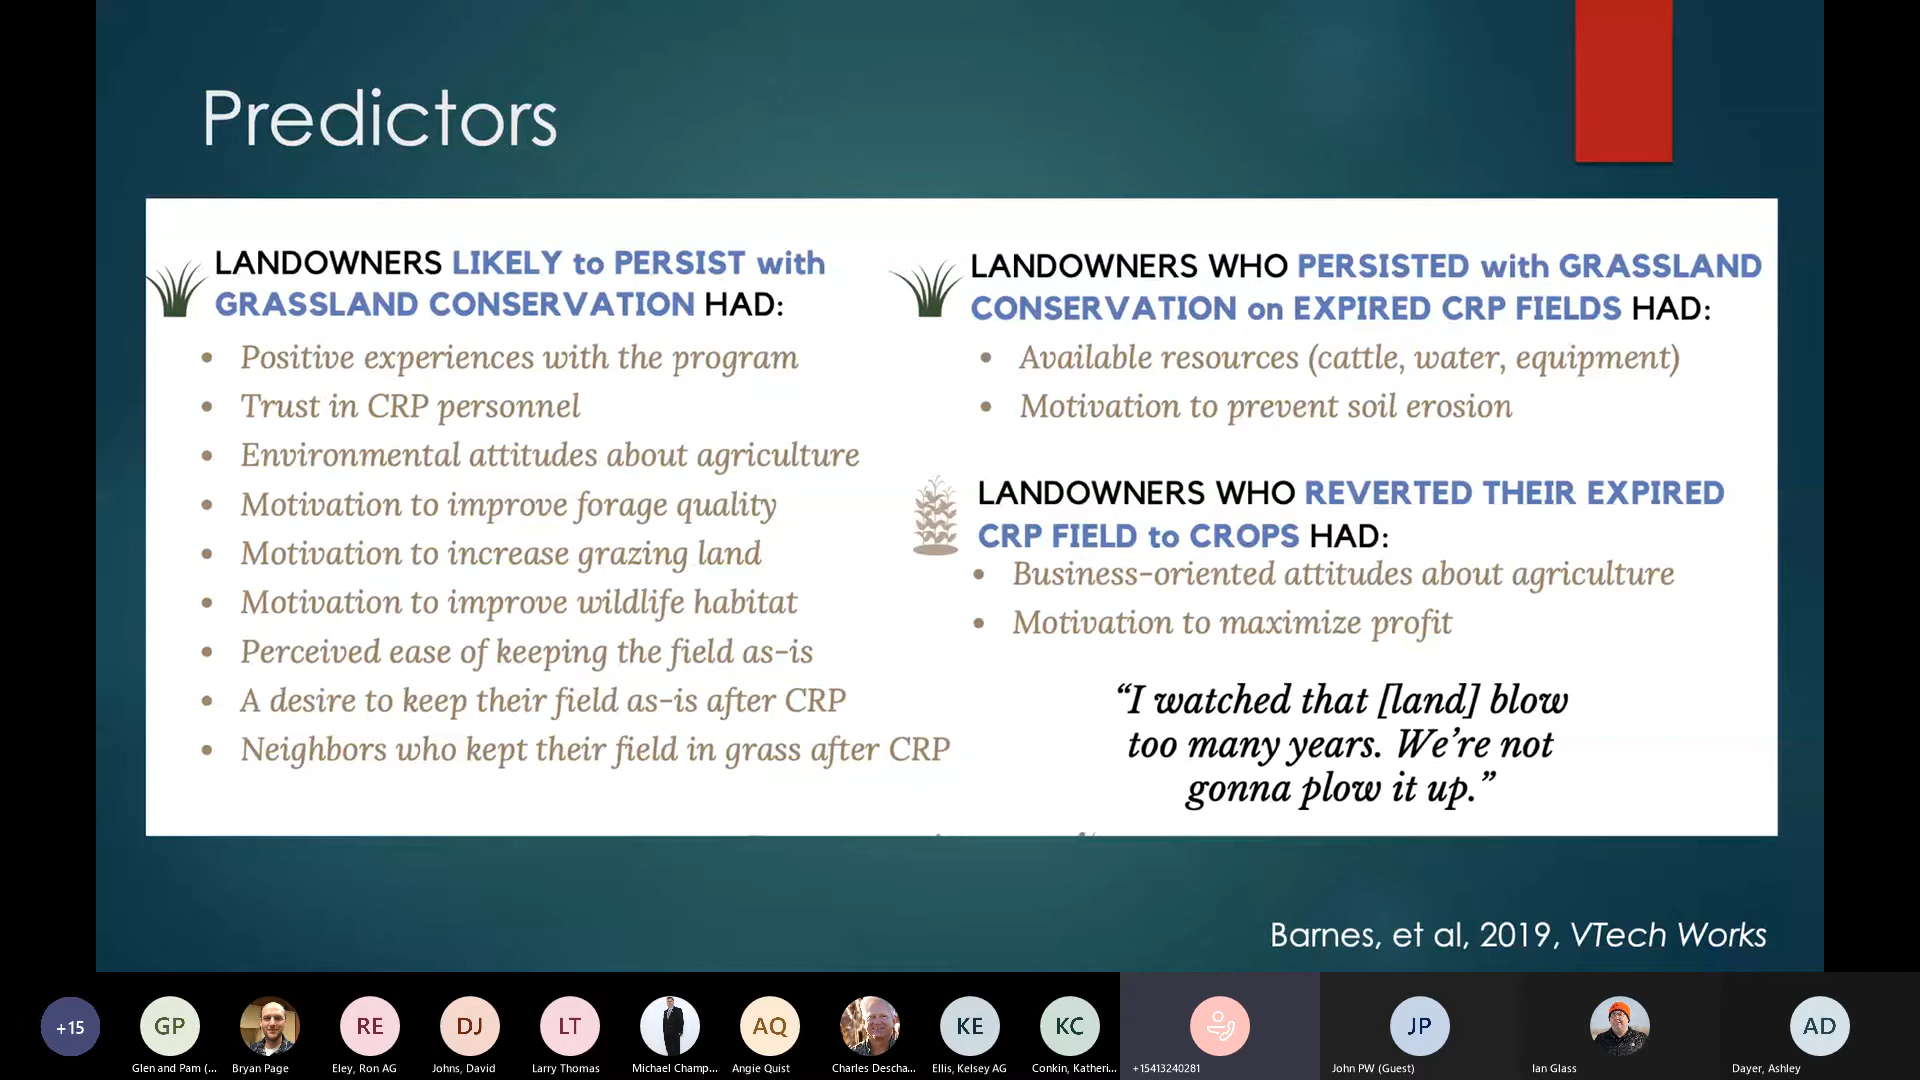 Predictors
LANDOWNERS LIKELY to PERSIST with
GRASSLAND CONSERVATION HAD:
• Positive experiences with the program
• Trust in CRP personnel
• Environmental attitudes about agriculture
• Motivation to improve forage quality
• Motivation to increase grazing land
• Motivation to improve wildlife habitat
• Perceived ease of keeping the field as-is
• A desire to keep their field as-is after CRP
• Neighbors who kept their field in grass after CRP
LANDOWNERS WHO PERSISTED with GRASSLAND
CONSERVATION on EXPIRED CRP FIELDS HAD:
• Available resources (cattle, water, equipment)
• Motivation to prevent soil erosion
LANDOWNERS WHO REVERTED THEIR EXPIRED
CRP FIELD to CROPS HAD:
• Business-oriented attitudes about agriculture
• Motivation to maximize profit
“I watched that [land] blow
too many years. We’re not
gonna plow it up.”
Barnes, et al, 2019, VTech Works
+15
GP
RE
DJ
LT
AQ
KE
KC
JP
AD
Glen and Pam (...
Bryan Page
Eley, Ron AG
Johns, David
Larry Thomas
Michael Champ...
Angie Quist
Charles Descha...
Ellis, Kelsey AG
Conkin, Katheri...
+15413240281
John PW (Guest)
Ian Glass
Dayer, Ashley